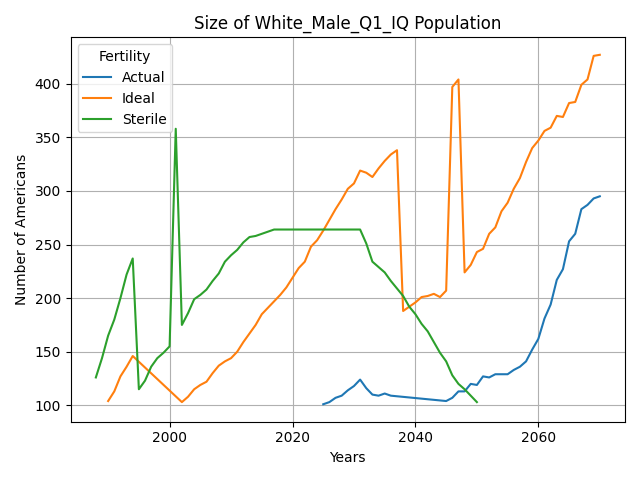 Size of White_Male_Q1_IQ Population
Fertility
Actual
Ideal
Sterile
Number of Americans
400
350
300
250
200
150
100
2000
2020
2040
2060
Years